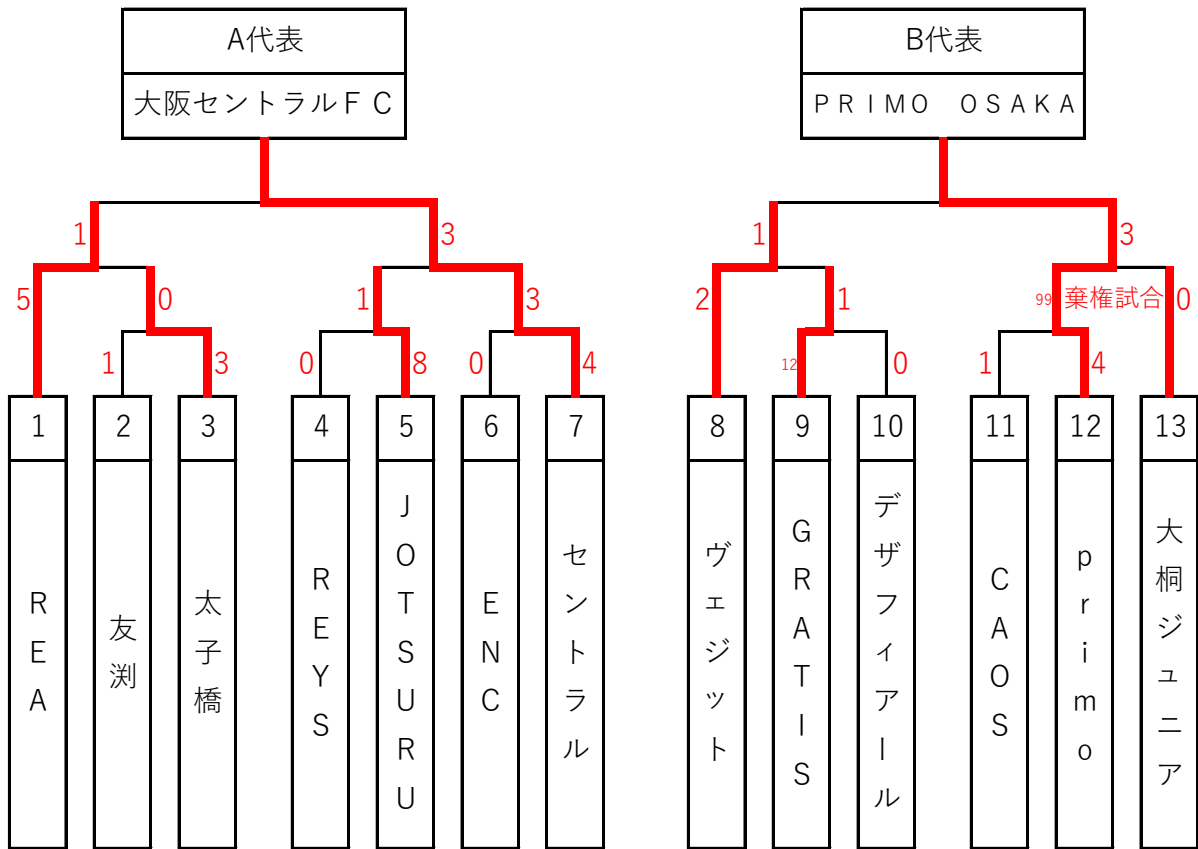 A代表
大阪セントラルＦＣ
B代表
ＰＲＩＭＯ　ＯＳＡＫＡ
1
3
1
3
5
0
1
3
2
1
99
棄権試合
0
1
3
0
8
0
4
12
0
1
4
1
2
3
4
5
6
7
8
9
10
11
12
13
ＲＥＡ
友渕
太子橋
ＲＥＹＳ
ＪＯＴＳＵＲＵ
ＥＮＣ
セントラル
ヴェジット
ＧＲＡＴＩＳ
デザフィアール
ＣＡＯＳ
ｐｒｉｍｏ
大桐ジュニア